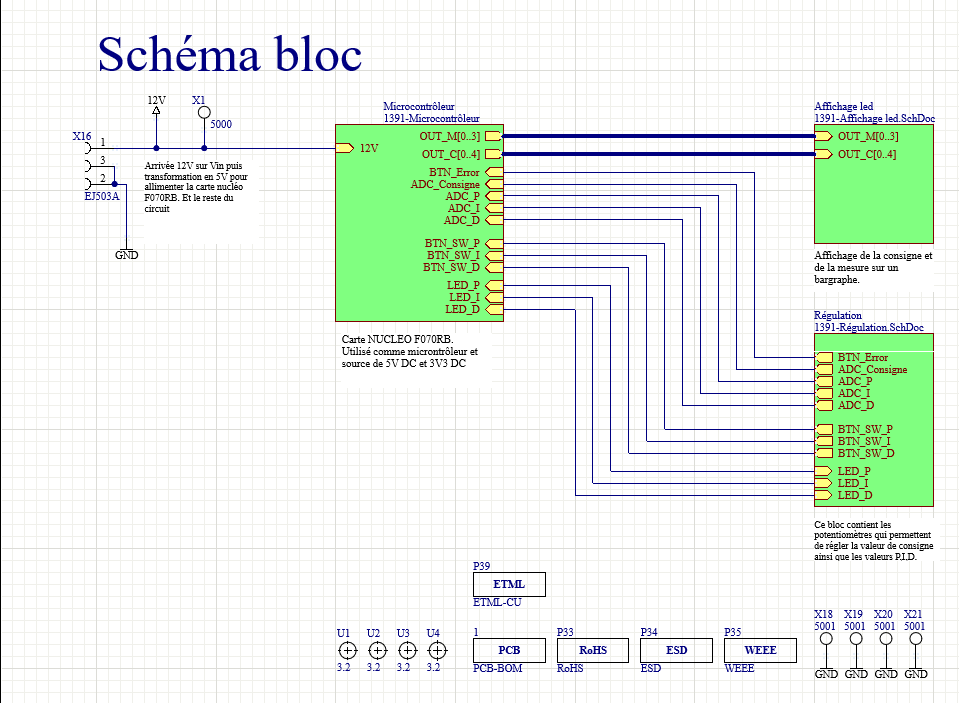 Schéma bloc
12V
X1
5000
X16
1
3
2
EJ503A
GND
Arrivée 12V sur Vin puis
transformation en 5V pour
allimenter la carte nucléo
F070RB. Et le reste du
circuit
Microcontrôleur
1391-Microcontrôleur
12V
OUT_M[0..3]
OUT_C[0..4]
BTN_Error
ADC_Consigne
ADC_P
ADC_I
ADC_D
BTN_SW_P
BTN_SW_I
BTN_SW_D
LED_P
LED_I
LED_D
Carte NUCLEO F070RB.
Utilisé comme micrntrôleur et
source de 5V DC et 3V3 DC
Affichage led
1391-Affichage led.SchDoc
OUT_M[0..3]
OUT_C[0..4]
Affichage de la consigne et
de la mesure sur un
bargraphe.
Régulation
1391-Régulation.SchDoc
BTN_Error
ADC_Consigne
ADC_P
ADC_I
ADC_D
BTN_SW_P
BTN_SW_I
BTN_SW_D
LED_P
LED_I
LED_D
Ce bloc contient les
potentiomètres qui permettent
de régler la valeur de consigne
ainsi que les valeurs P,I,D.
P39
ETML
ETML-CU
U1 U2 U3 U4
3.2 3.2 3.2 3.2
1 P33 P34 P35
PCB RoHS ESD WEEE
PCB-BOM RoHS ESD WEEE
X18 X19 X20 X21
5001 5001 5001 5001
GND GND GND GND